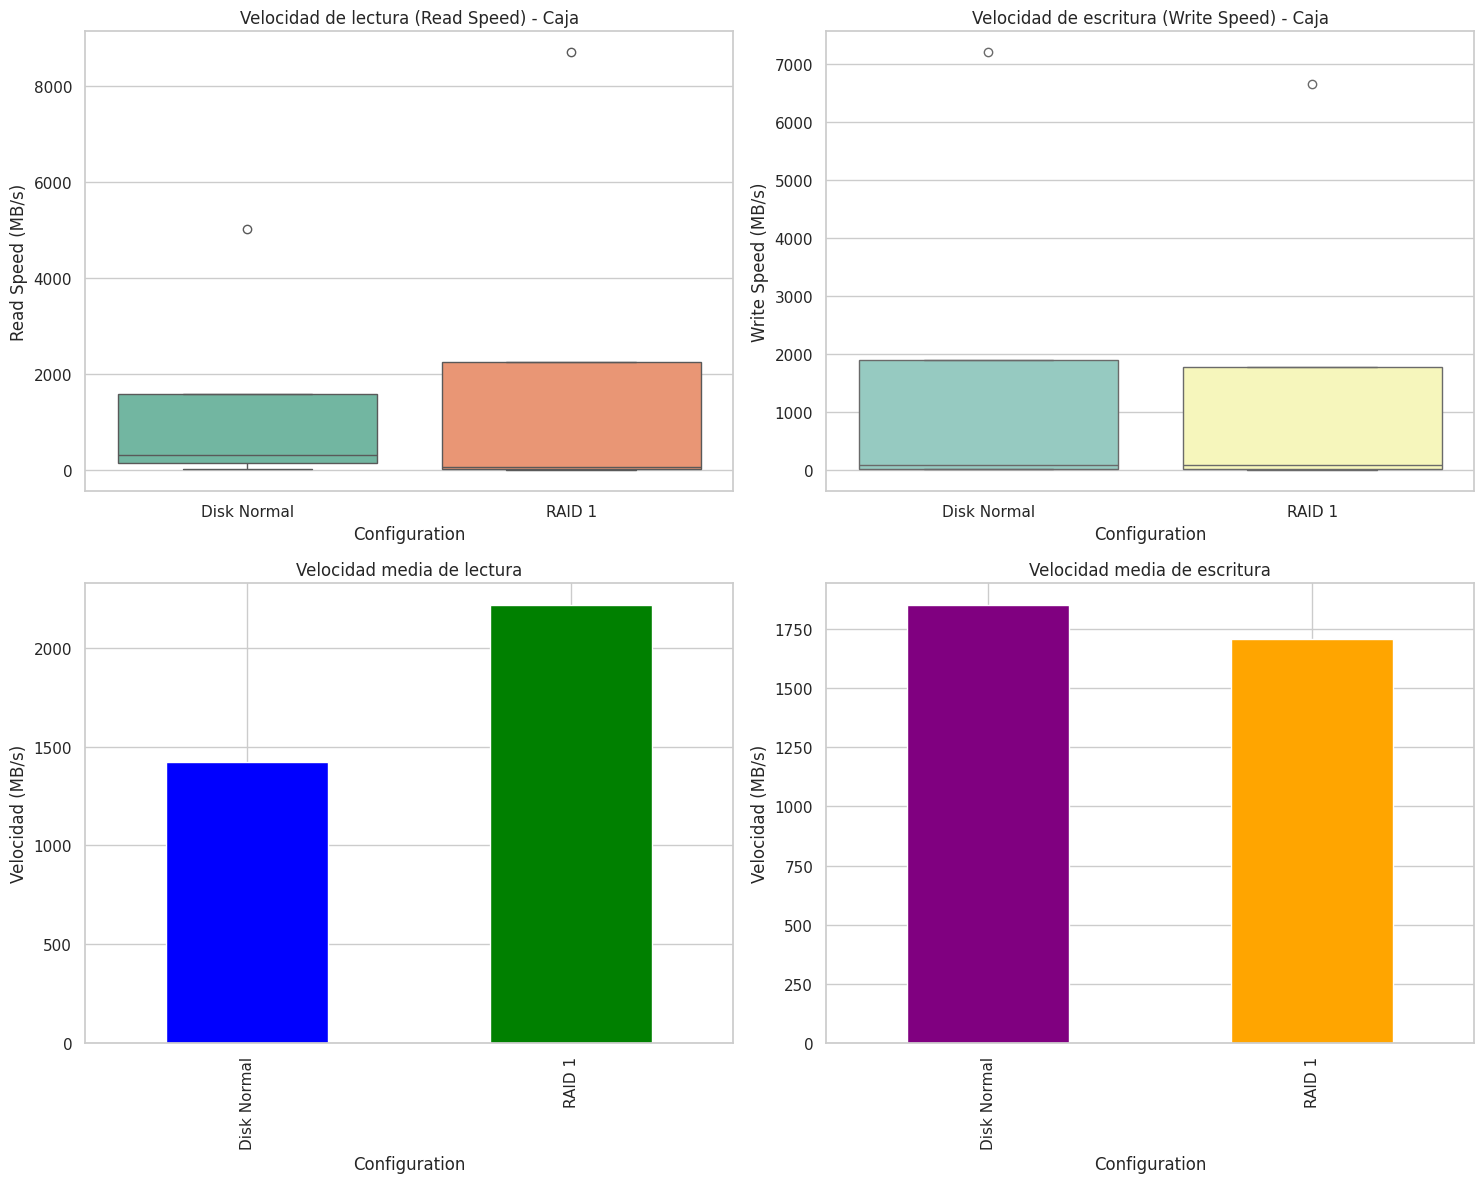 Velocidad de lectura (Read Speed) - Caja
Read Speed (MB/s)
8000
6000
4000
2000
0
Disk Normal
RAID 1
Configuration
Velocidad de escritura (Write Speed) - Caja
Write Speed (MB/s)
7000
6000
5000
4000
3000
2000
1000
0
Disk Normal
RAID 1
Configuration
Velocidad media de lectura
Velocidad (MB/s)
2000
1500
1000
500
0
Disk Normal
RAID 1
Configuration
Velocidad media de escritura
Velocidad (MB/s)
1750
1500
1250
1000
750
500
250
0
Disk Normal
RAID 1
Configuration